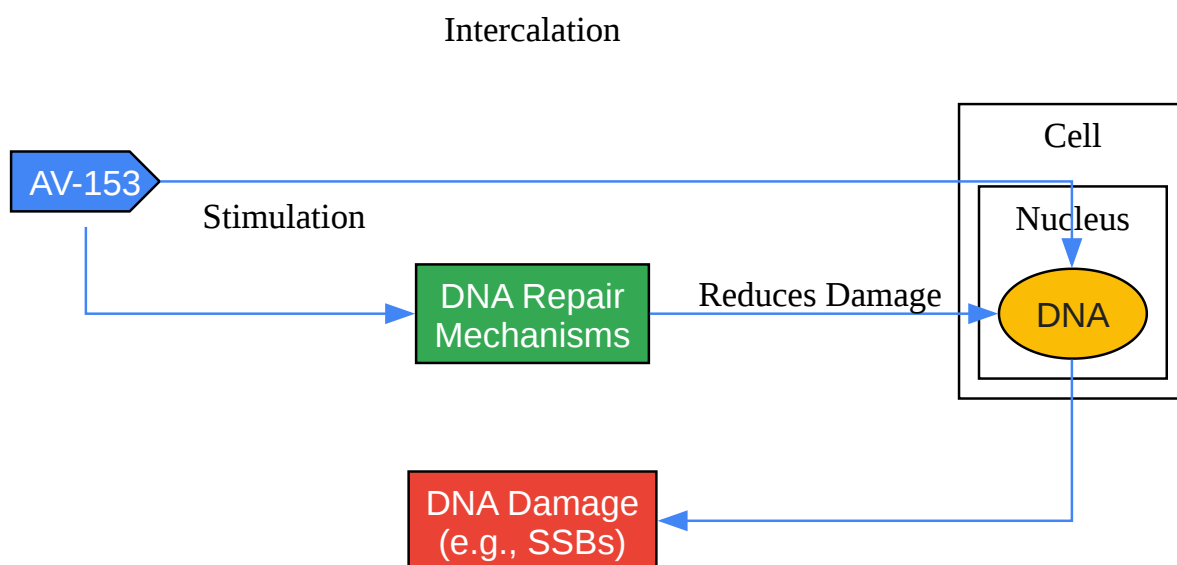 Intercalation
Cell
AV-153
Stimulation
Nucleus
DNA Repair
Mechanisms
Reduces Damage
DNA
DNA Damage
(e.g., SSBs)